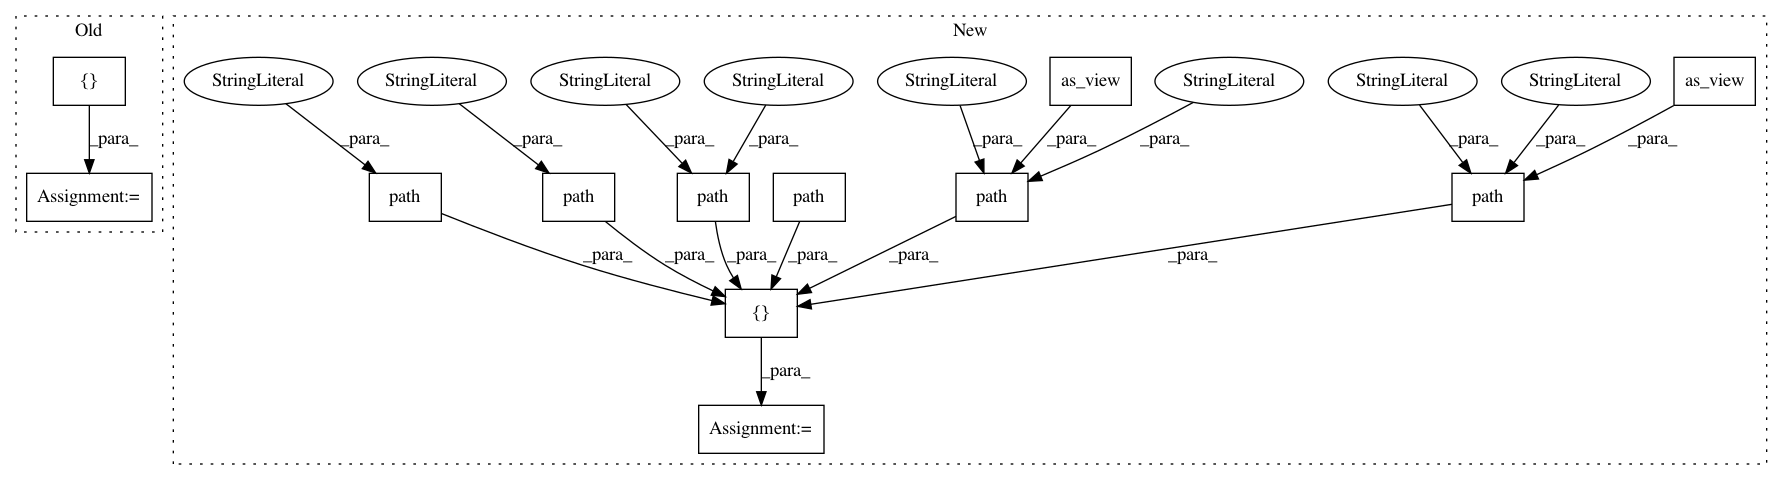 Old
New
{}
StringLiteral
StringLiteral
StringLiteral
StringLiteral
StringLiteral
as_view
StringLiteral
StringLiteral
StringLiteral
as_view
_para_
_para_
_para_
_para_
_para_
_para_
_para_
_para_
_para_
_para_
_para_
Assignment:=
path
path
path
path
path
path
_para_
_para_
_para_
_para_
_para_
_para_
{}
_para_
Assignment:=